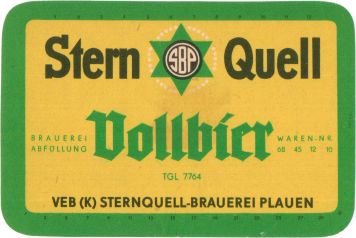 Stern SBP Quell
Vollbier
BRAUEREI
ABFÜLLUNG
WAREN-NR.
68 45 12 10
TGL 7764
VEB (K) STERNQUELL-BRAUEREI PLAUEN